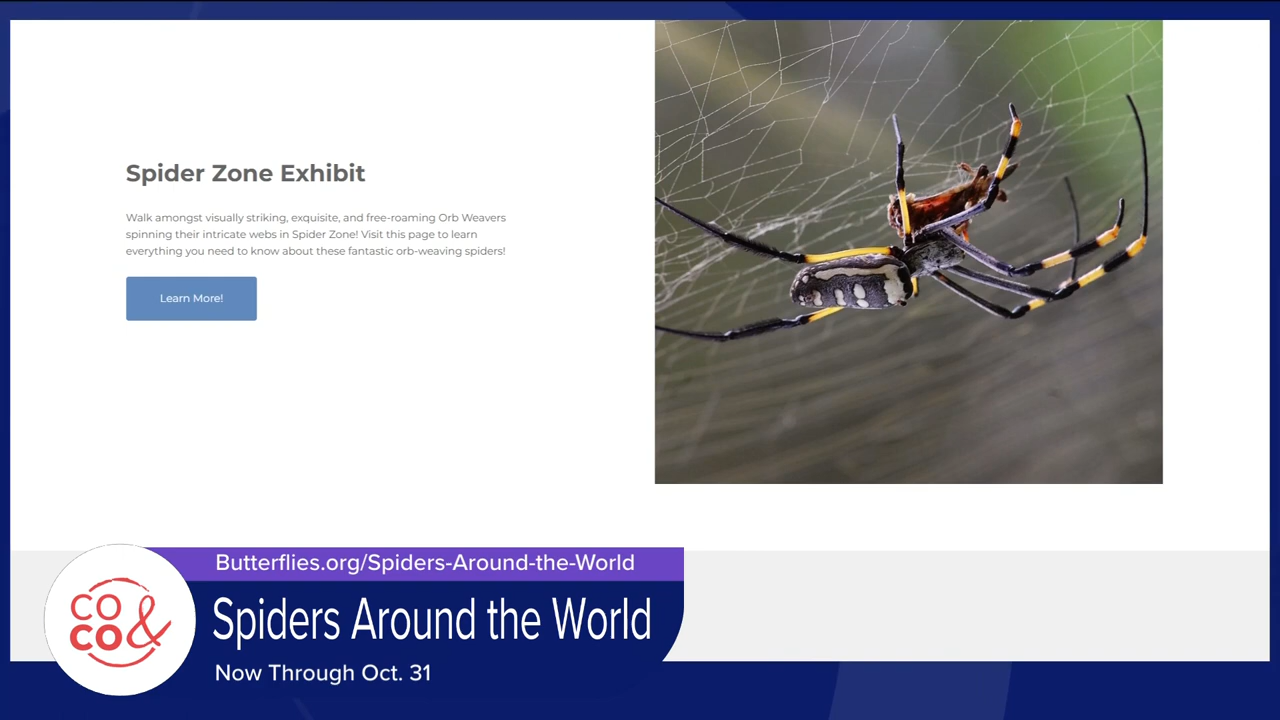 Spider Zone Exhibit
Walk amongst visually striking, exquisite, and free-roaming Orb Weavers
spinning their intricate webs in Spider Zone! Visit this page to learn
everything you need to know about these fantastic orb-weaving spiders!
Learn More!
Butterflies.org/Spiders-Around-the-World
CO
CO &
Spiders Around the World
Now Through Oct. 31